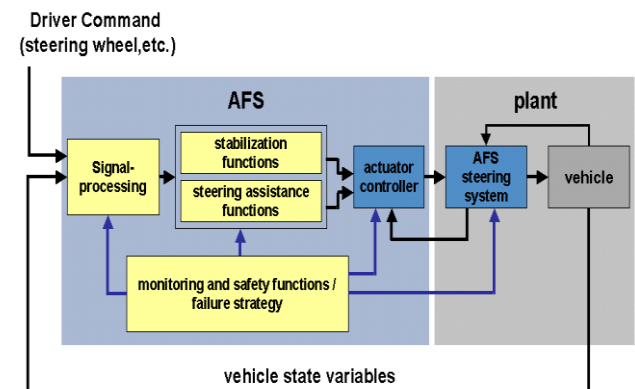 Driver Command
(steering wheel,etc.)
AFS
plant
Signal-
processing
stabilization
functions
steering assistance
functions
actuator
controller
AFS
steering
system
vehicle
monitoring and safety functions /
failure strategy
vehicle state variables